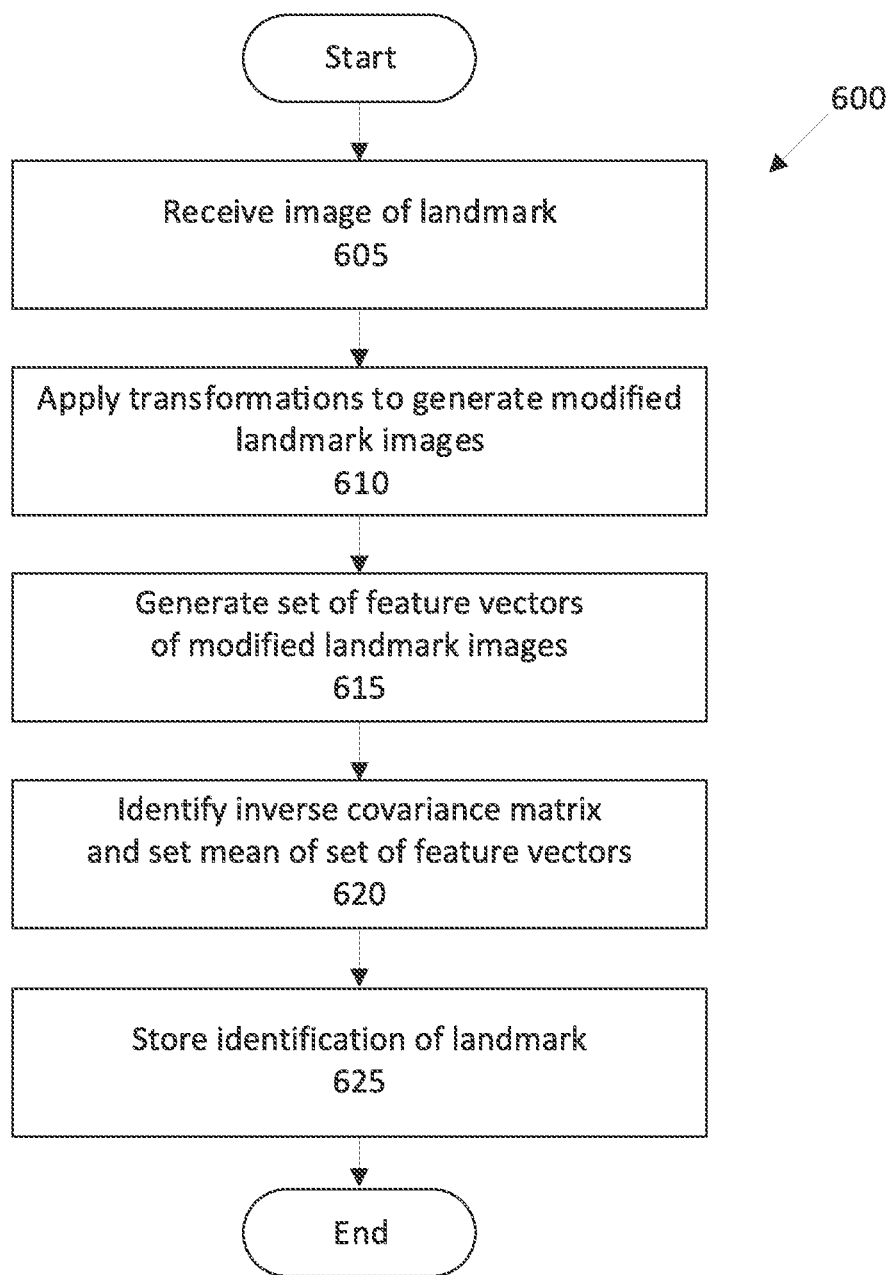 Start
600
Receive image of landmark
605
Apply transformations to generate modified
landmark images
610
Generate set of feature vectors
of modified landmark images
615
Identify inverse covariance matrix
and set mean of set of feature vectors
620
Store identification of landmark
625
End